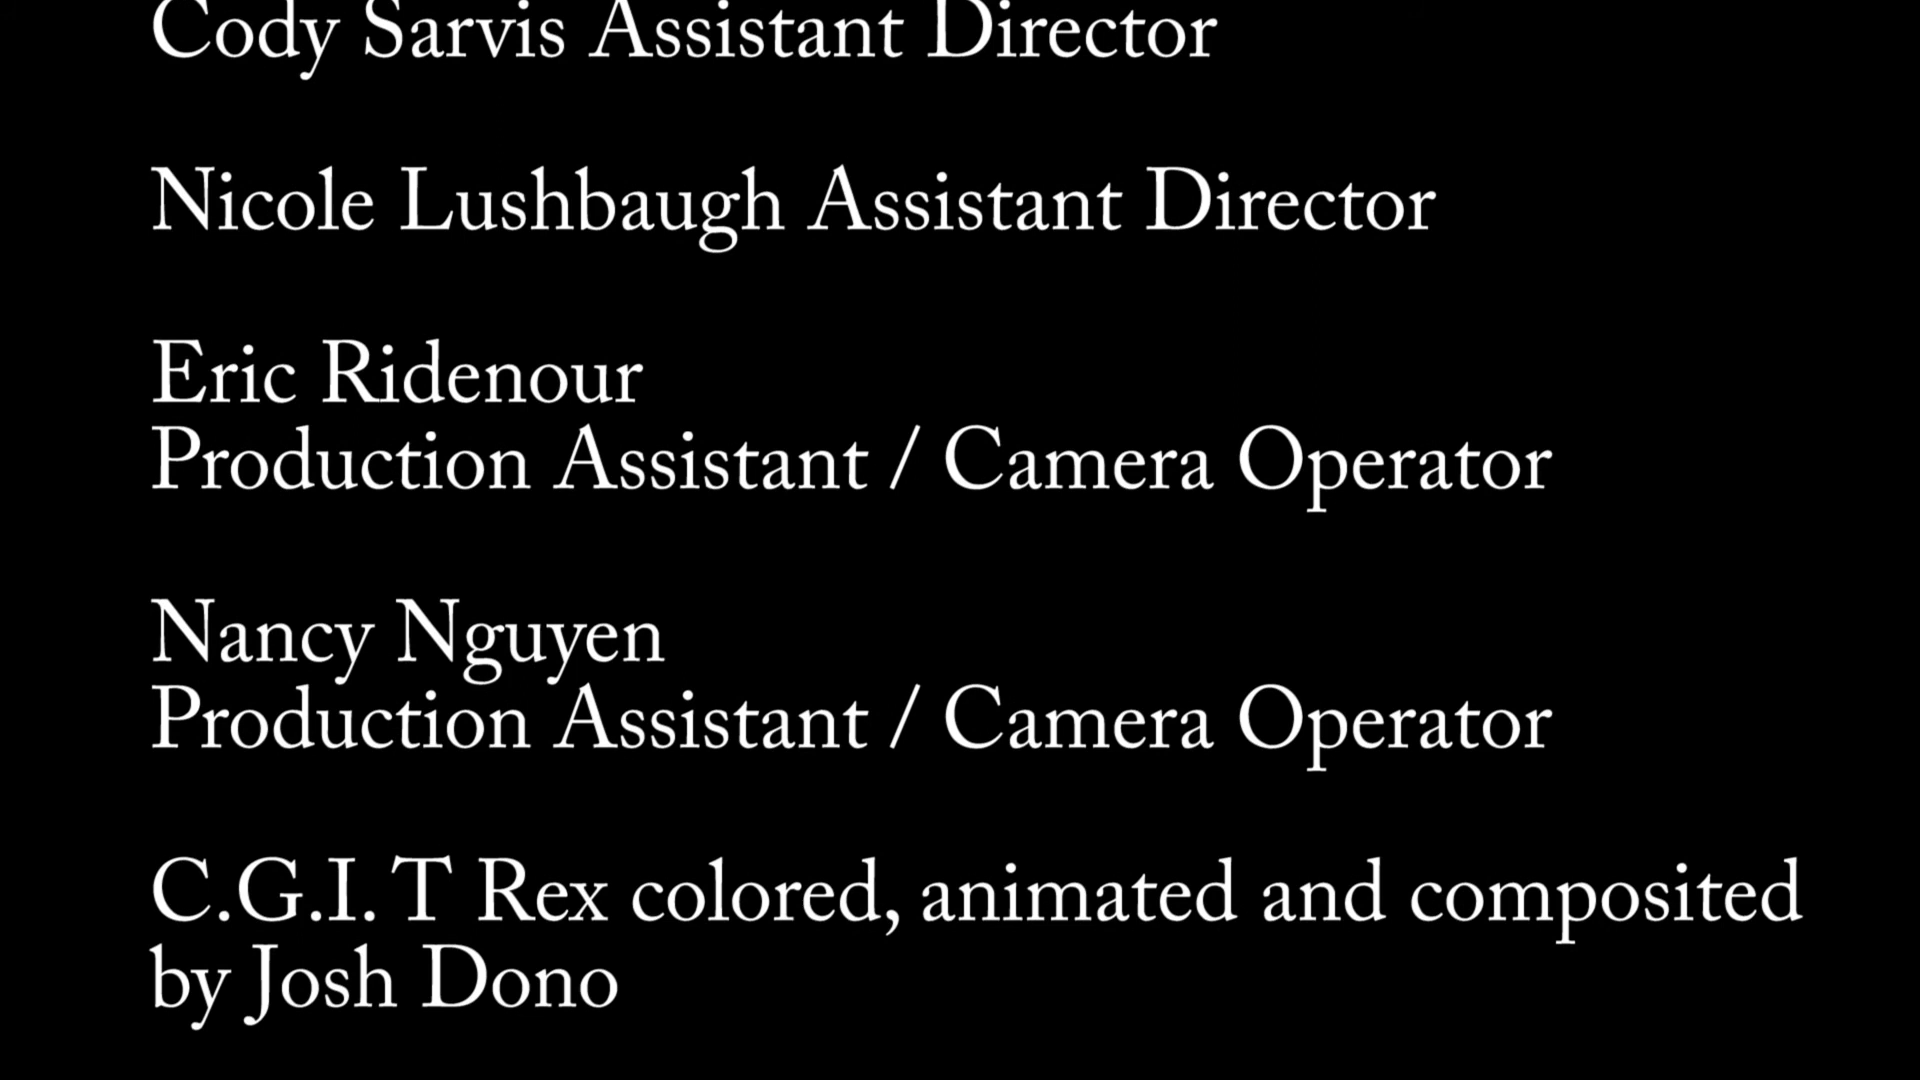 Cody Sarvis Assistant Director
Nicole Lushbaugh Assistant Director
Eric Ridenour
Production Assistant / Camera Operator
Nancy Nguyen
Production Assistant / Camera Operator
C.G.I. T Rex colored, animated and composited
by Josh Dono